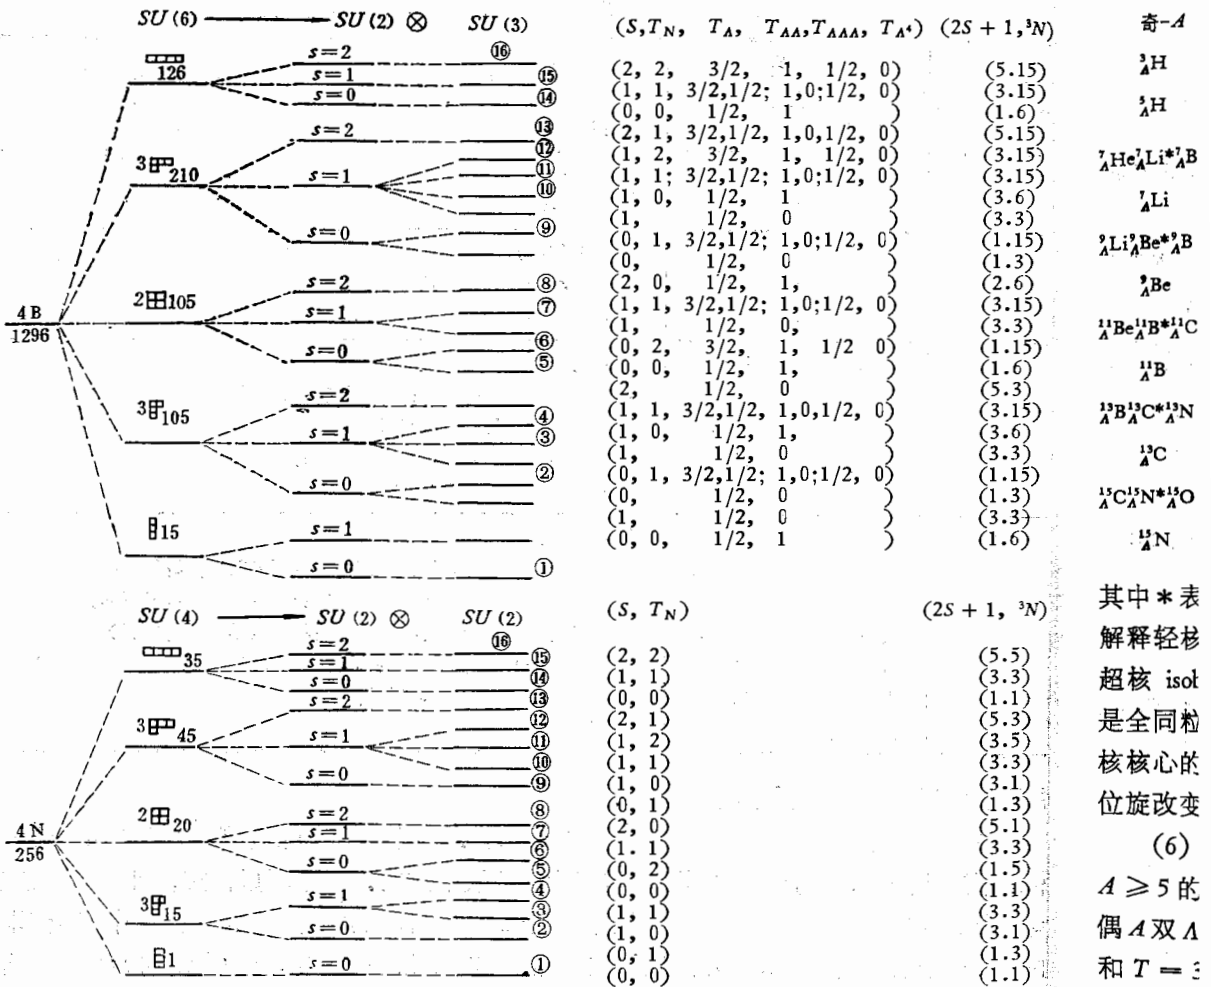 SU (6) SU (2) ⊗ SU (3) (S, T_N, T_Λ, T_ΛΛ, T_ΛΛΛ, T_Λ⁴) (2S + 1, ³N) 奇-A
126 s=2 ⑯ (2, 2, 3/2, 1, 1/2, 0) (5.15) ³_ΛH
s=1 ⑮ (1, 1, 3/2,1/2; 1,0;1/2, 0) (3.15)
s=0 ⑭ (0, 0, 1/2, 1 ) (1.6) ⁵_ΛH
3 210 s=2 ⑬ (2, 1, 3/2,1/2, 1,0,1/2, 0) (5.15)
⑫ (1, 2, 3/2, 1, 1/2, 0) (3.15) ⁷_ΛHe⁷_ΛLi*⁷_ΛB
s=1 ⑪ (1, 1; 3/2,1/2; 1,0;1/2, 0) (3.15)
⑩ (1, 0, 1/2, 1 ) (3.6) ⁷_ΛLi
(1, 1/2, 0 ) (3.3)
s=0 ⑨ (0, 1, 3/2,1/2; 1,0;1/2, 0) (1.15) ⁹_ΛLi⁹_ΛBe*⁹_ΛB
(0, 1/2, 0 ) (1.3)
2 105 s=2 ⑧ (2, 0, 1/2, 1, ) (2.6) ⁹_ΛBe
4 B s=1 ⑦ (1, 1, 3/2,1/2; 1,0;1/2, 0) (3.15)
1296 (1, 1/2, 0, ) (3.3) ¹¹_ΛBe¹¹_ΛB*¹¹_ΛC
s=0 ⑥ (0, 2, 3/2, 1, 1/2 0) (1.15)
⑤ (0, 0, 1/2, 1, ) (1.6) ¹¹_ΛB
s=2 (2, 1/2, 0 ) (5.3)
3 105 ④ (1, 1, 3/2,1/2, 1,0,1/2, 0) (3.15) ¹³_ΛB¹³_ΛC*¹³_ΛN
s=1 ③ (1, 0, 1/2, 1, ) (3.6)
(1, 1/2, 0 ) (3.3) ¹³_ΛC
② (0, 1, 3/2,1/2; 1,0;1/2, 0) (1.15)
s=0 (0, 1/2, 0 ) (1.3) ¹⁵_ΛC¹⁵_ΛN*¹⁵_ΛO
15 s=1 (1, 1/2, 0 ) (3.3)
(0, 0, 1/2, 1 ) (1.6) ¹⁵_ΛN
s=0 ①
SU (4) SU (2) ⊗ SU (2) (S, T_N) (2S + 1, ³N)
35 s=2 ⑯ (2, 2) (5.5)
s=1 ⑮ (1, 1) (3.3)
s=0 ⑭ (0, 0) (1.1)
3 45 s=2 ⑬ (2, 1) (5.3)
s=1 ⑫ (1, 2) (3.5)
⑪ (1, 1) (3.3)
⑩ (1, 0) (3.1)
s=0 ⑨ (0, 1) (1.3)
2 20 s=2 ⑧ (2, 0) (5.1)
4 N s=1 ⑦ (1. 1) (3.3)
256 ⑥ (0, 2) (1.5)
s=0 ⑤ (0, 0) (1.1)
3 15 s=1 ④ (1, 1) (3.3)
③ (1, 0) (3.1)
s=0 ② (0, 1) (1.3)
1 s=0 ① (0, 0) (1.1)
其中＊表
解释轻核
超核
是全同粒
核核心的
位旋改变
(6)
A ⩾ 5 的
偶 A 双 Λ
和 T =